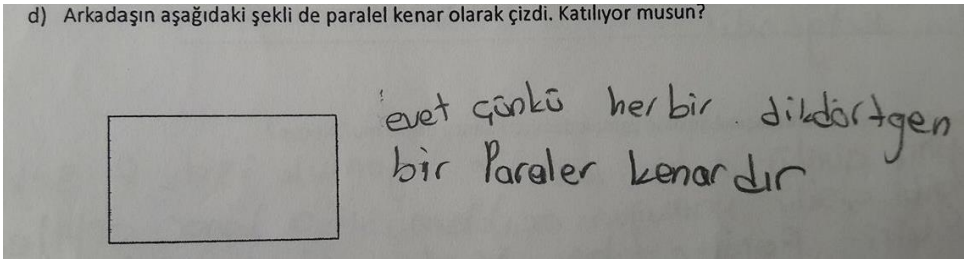 d) Arkadaşın aşağıdaki şekli de paralel kenar olarak çizdi. Katılıyor musun?
evet çünkü her bir dikdörtgen
bir Paraler kenardır